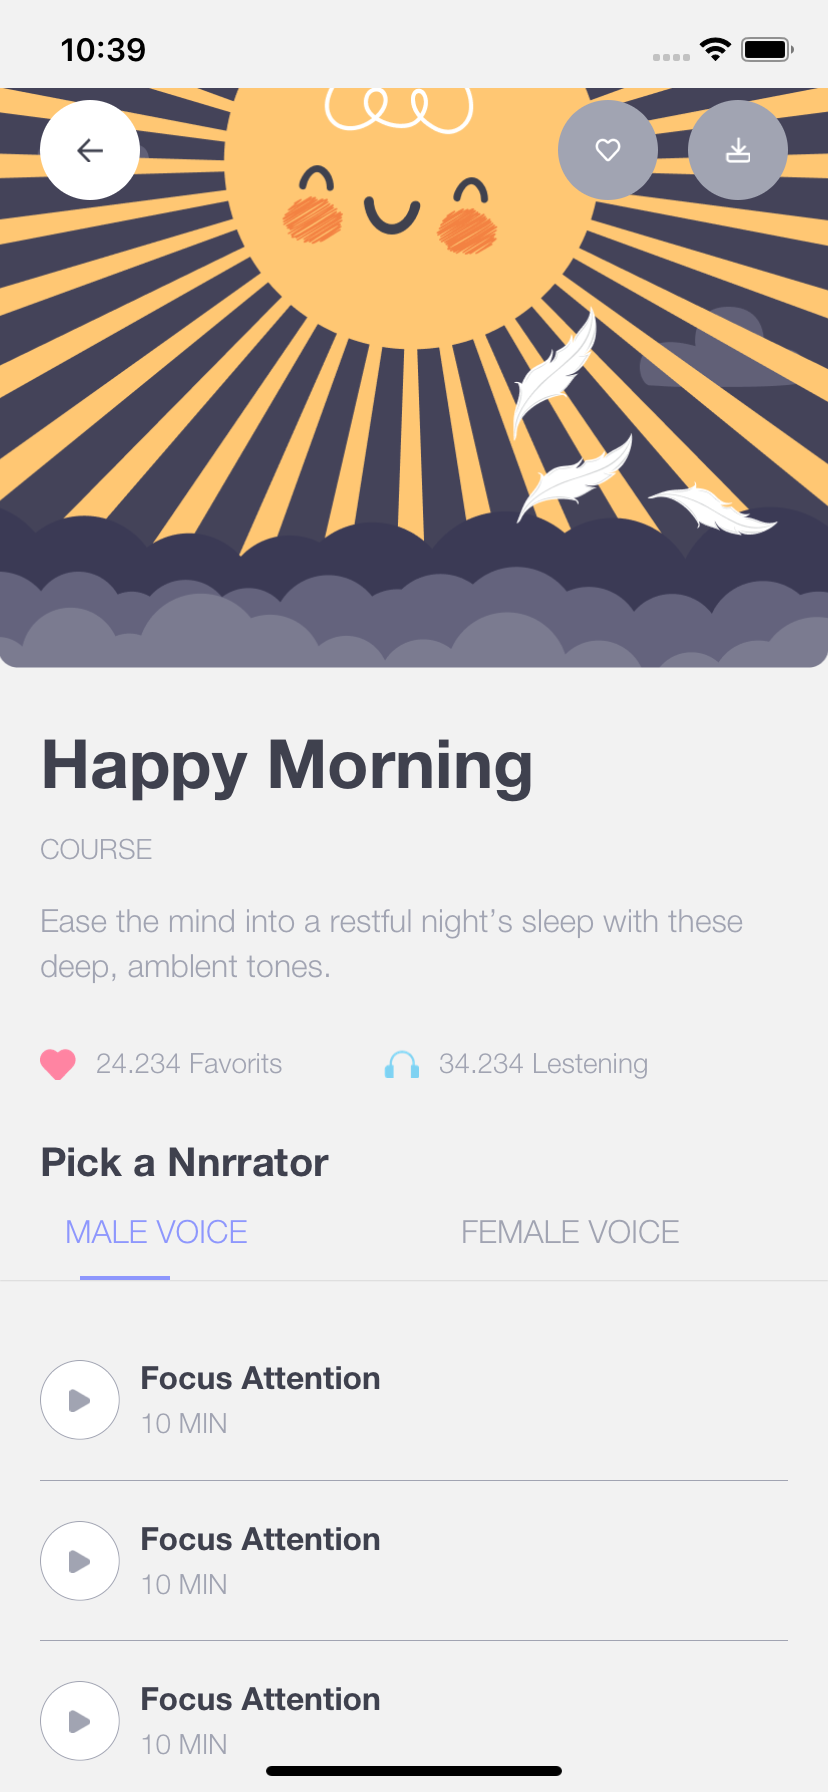 10:39
Happy Morning
COURSE
Ease the mind into a restful night’s sleep with these
deep, amblent tones.
24.234 Favorits
34.234 Lestening
Pick a Nnrrator
MALE VOICE
FEMALE VOICE
Focus Attention
10 MIN
Focus Attention
10 MIN
Focus Attention
10 MIN